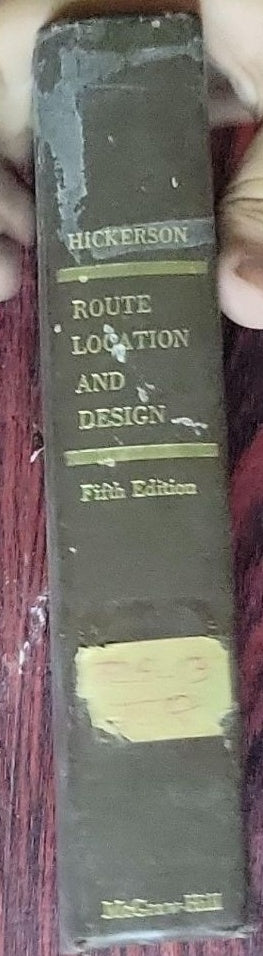 HICKERSON
ROUTE
LOCATION
AND
DESIGN
Fifth Edition
McGraw-Hill